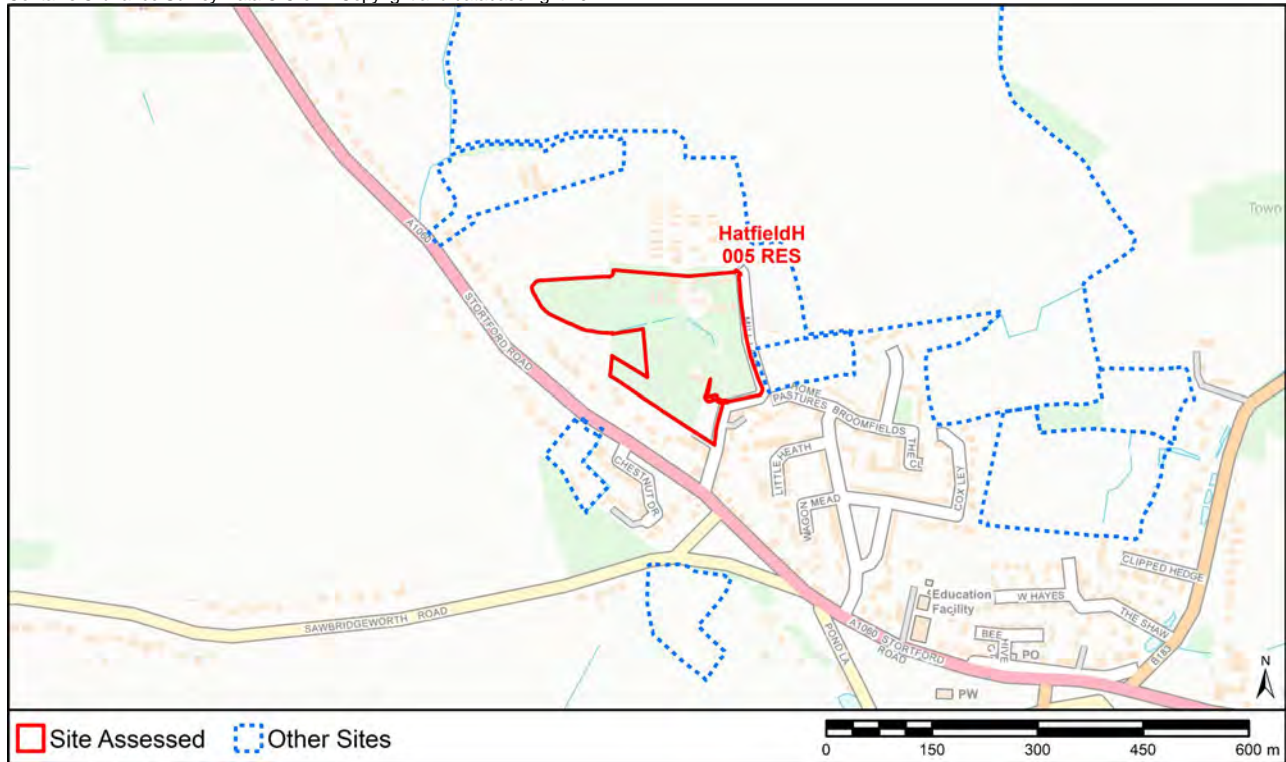 Town
A1060
HatfieldH
005 RES
STORTFORD ROAD
HOME
PASTURES
BROOMFIELDS
THE CL
LITTLE HEATH
COX LEY
CHESTNUT DR
WAGON MEAD
CLIPPED HEDGE
Education
Facility
W HAYES
THE SHAW
SAWBRIDGEWORTH ROAD
A1060 STORTFORD
ROAD
BEE
HIVE
CT
PO
B183
POND LA
PW
N
Site Assessed
Other Sites
0 150 300 450 600 m